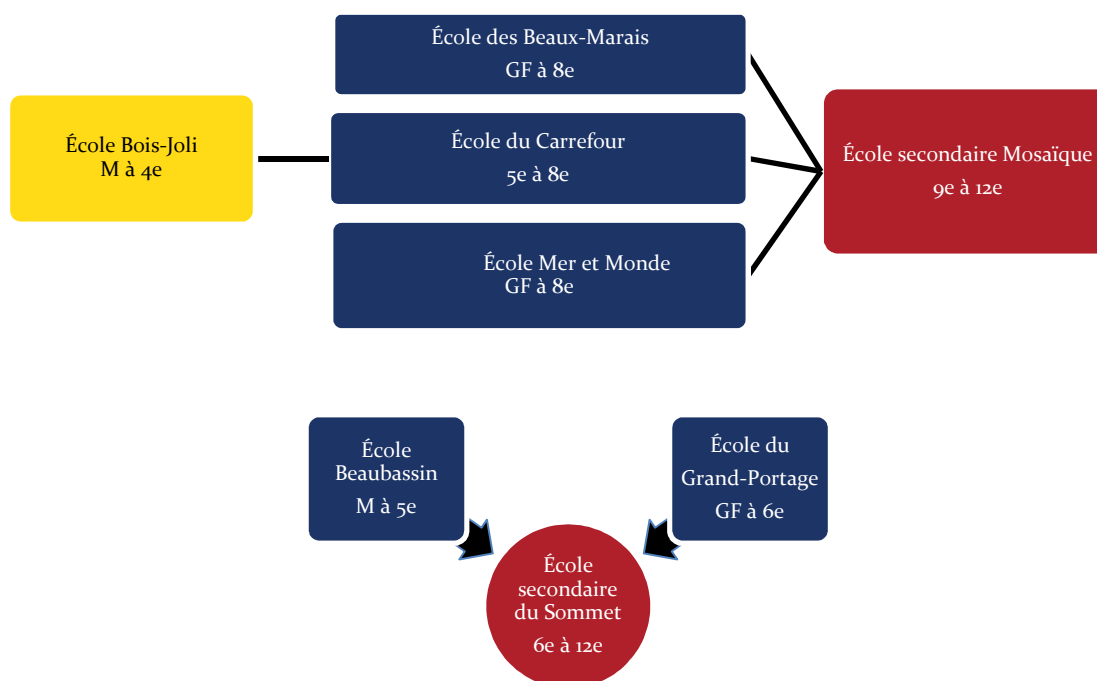 École des Beaux-Marais
GF à 8e
École Bois-Joli
M à 4e
École du Carrefour
5e à 8e
École secondaire Mosaïque
9e à 12e
École Mer et Monde
GF à 8e
École
Beaubassin
M à 5e
École du
Grand-Portage
GF à 6e
École
secondaire
du Sommet
6e à 12e